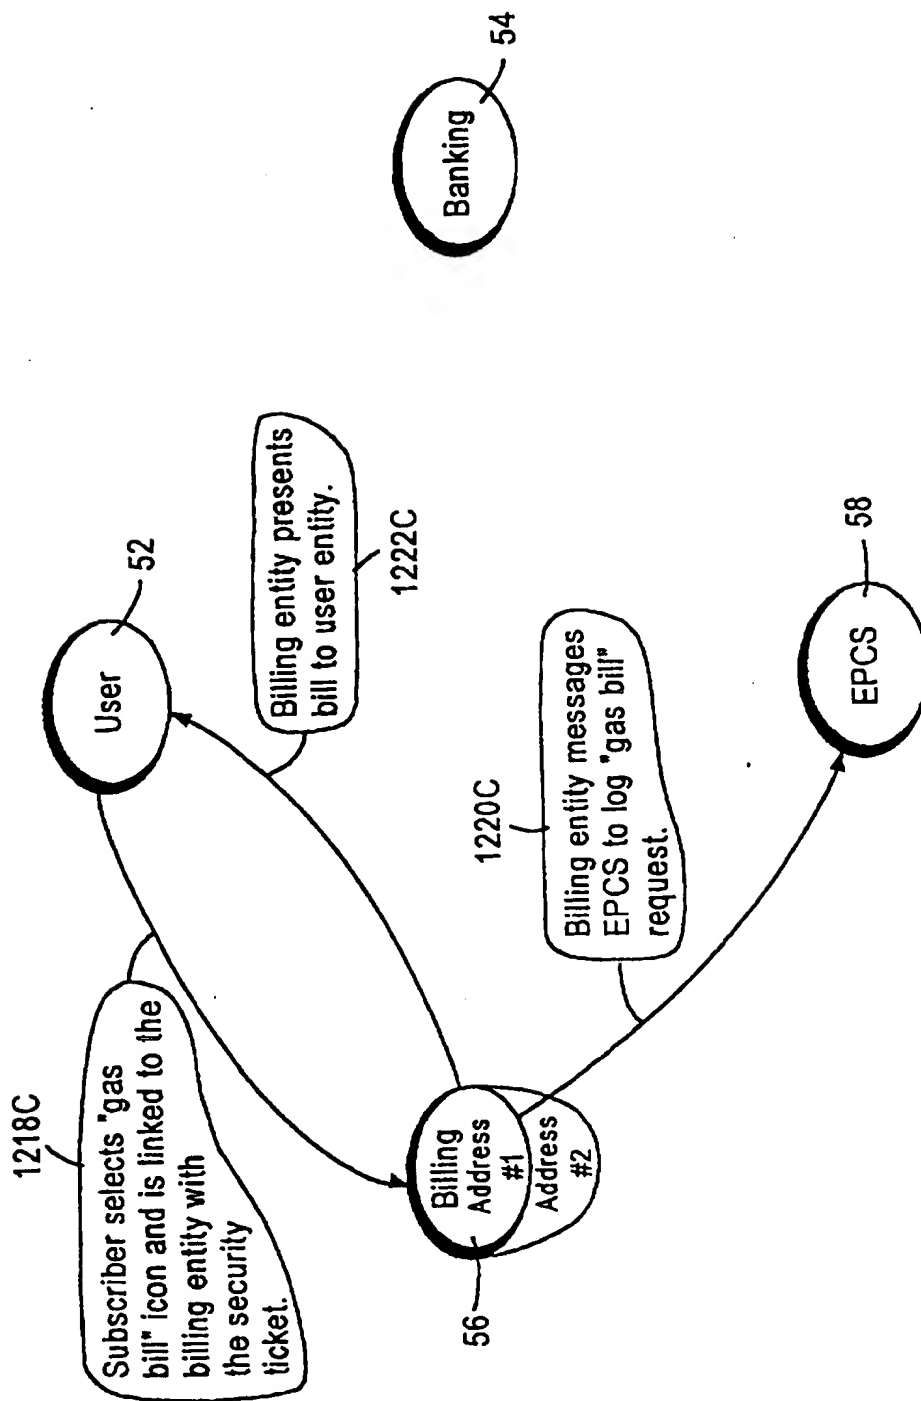 1218C
Subscriber selects "gas
bill" icon and is linked to the
billing entity with
the security
ticket.
User
52
Billing entity presents
bill to user entity.
1222C
Billing
Address
#1
Address
#2
56
1220C
Billing entity messages
EPCS to log "gas bill"
request.
EPCS
58
Banking
54